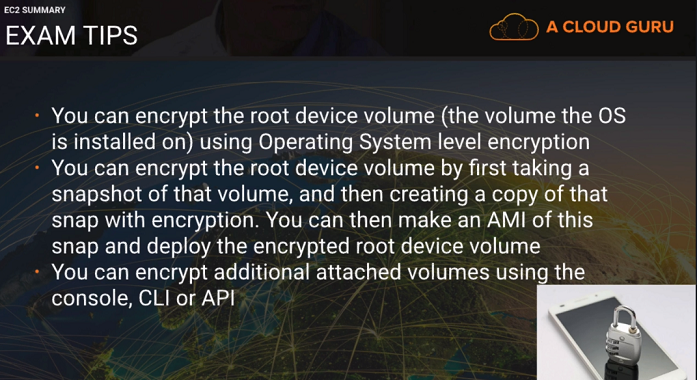 EC2 SUMMARY
EXAM TIPS
A CLOUD GURU
• You can encrypt the root device volume (the volume the OS
is installed on) using Operating System level encryption
• You can encrypt the root device volume by first taking a
snapshot of that volume, and then creating a copy of that
snap with encryption. You can then make an AMI of this
snap and deploy the encrypted root device volume
• You can encrypt additional attached volumes using the
console, CLI or API